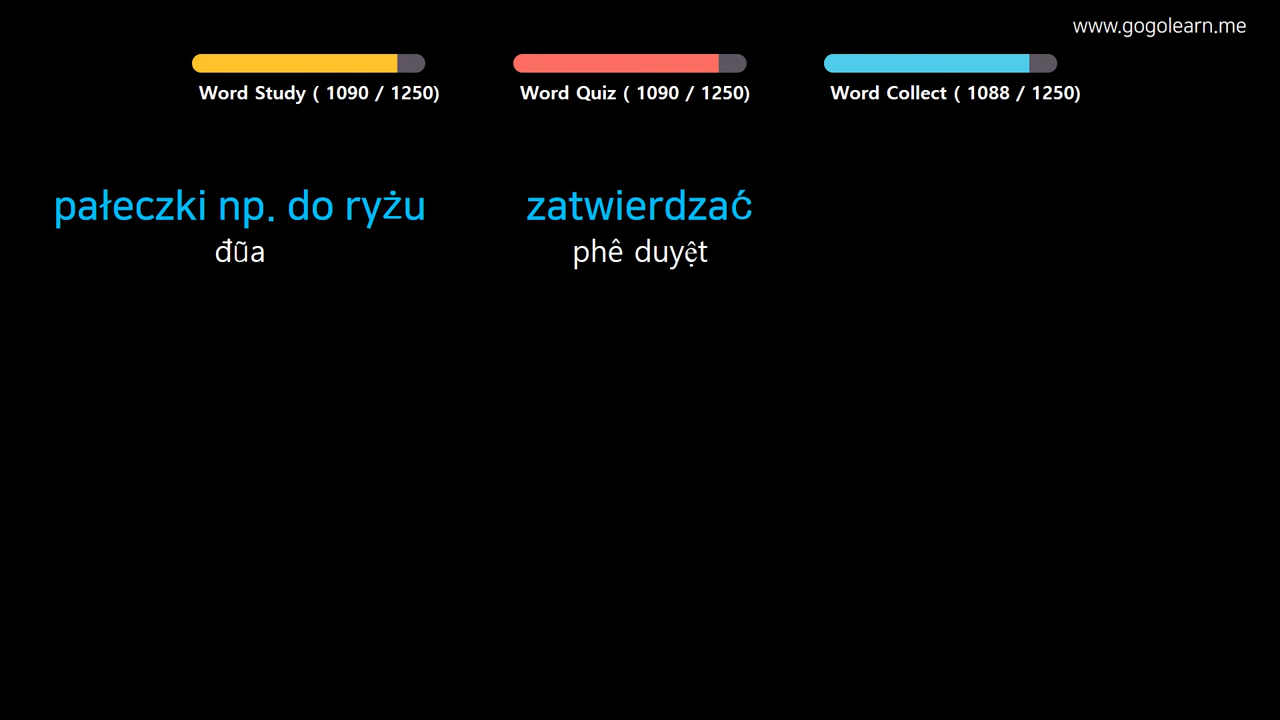 www.gogolearn.me
Word Study ( 1090 / 1250)
Word Quiz ( 1090 / 1250)
Word Collect ( 1088 / 1250)
pałeczki np. do ryżu
đũa
zatwierdzać
phê duyệt